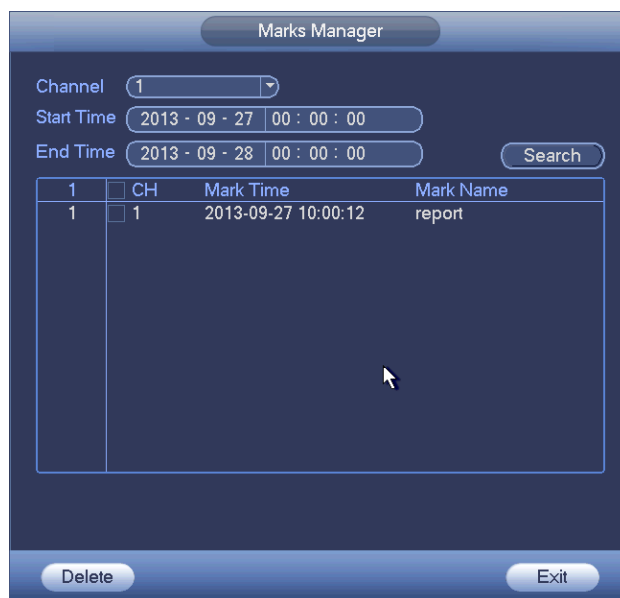 Marks Manager
Channel 1
Start Time 2013 - 09 - 27 00 : 00 : 00
End Time 2013 - 09 - 28 00 : 00 : 00 Search
1 CH Mark Time Mark Name
1 1 2013-09-27 10:00:12 report
Delete Exit